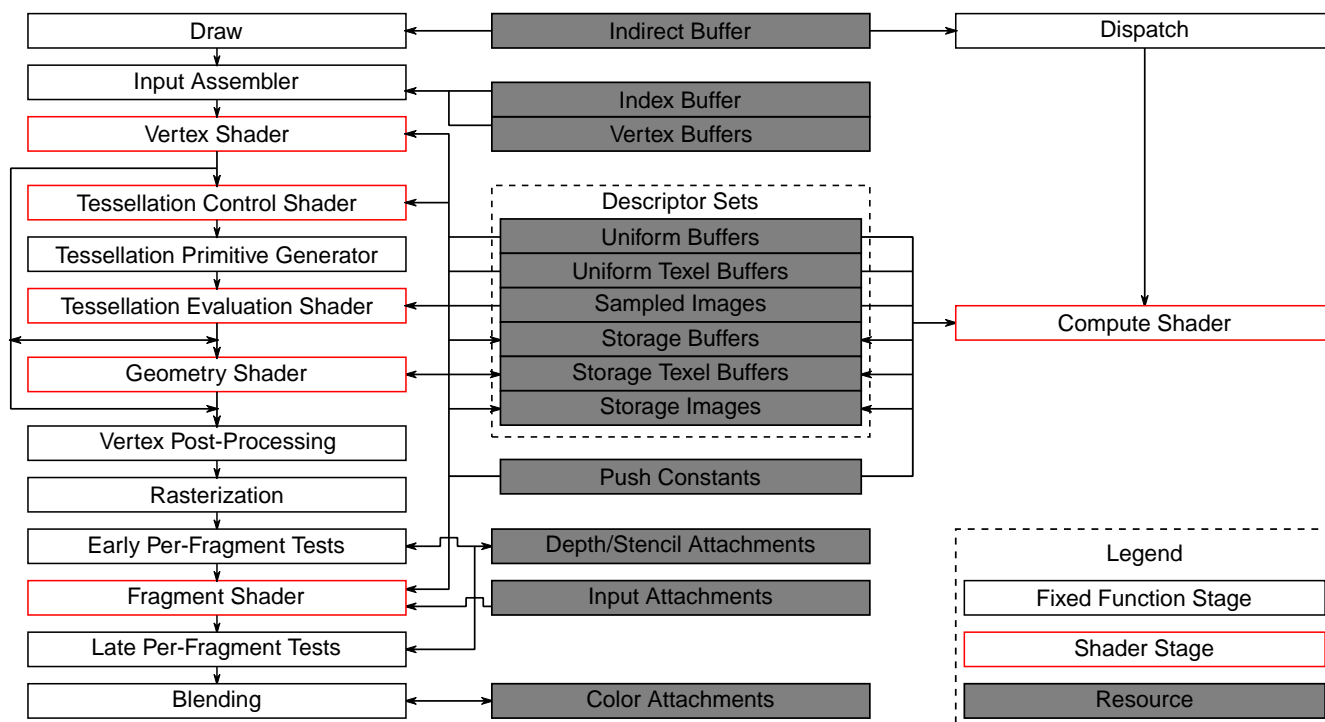 Draw
Indirect Buffer
Dispatch
Input Assembler
Index Buffer
Vertex Shader
Vertex Buffers
Tessellation Control Shader
Descriptor Sets
Uniform Buffers
Tessellation Primitive Generator
Uniform Texel Buffers
Tessellation Evaluation Shader
Sampled Images
Compute Shader
Storage Buffers
Geometry Shader
Storage Texel Buffers
Storage Images
Vertex Post-Processing
Push Constants
Rasterization
Early Per-Fragment Tests
Depth/Stencil Attachments
Legend
Fragment Shader
Input Attachments
Fixed Function Stage
Late Per-Fragment Tests
Shader Stage
Blending
Color Attachments
Resource